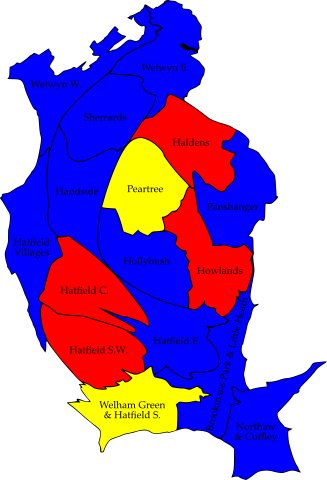 Welwyn E.
Welwyn W.
Sherrards
Haldens
Handside
Peartree
Panshanger
Hatfield
Villages
Hollybush
Howlands
Hatfield C.
Hatfield E.
Hatfield S.W.
Brookmans Park & Little Heath
Welham Green
& Hatfield S.
Northaw
& Cuffley